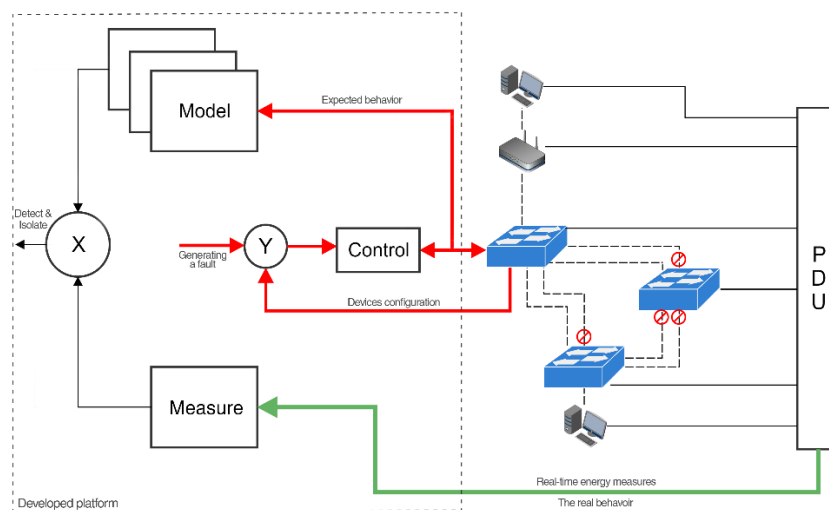 Model
Expected behavior
Detect &
Isolate
X
Generating
a fault
Y
Control
Devices configuration
P
D
U
Measure
Real-time energy measures
The real behavoir
Developed platform